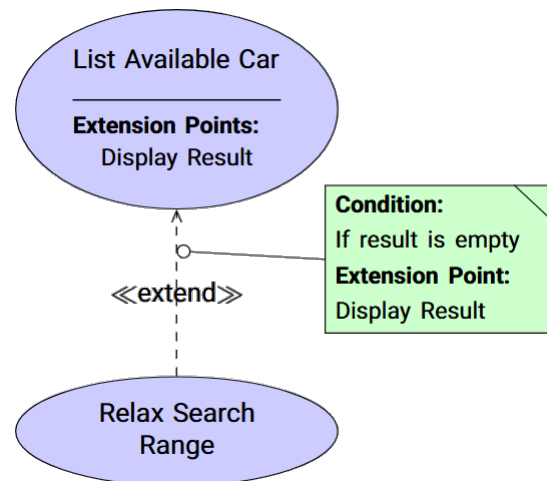 List Available Car
Extension Points:
Display Result
Condition:
If result is empty
Extension Point:
Display Result
≪extend≫
Relax Search
Range